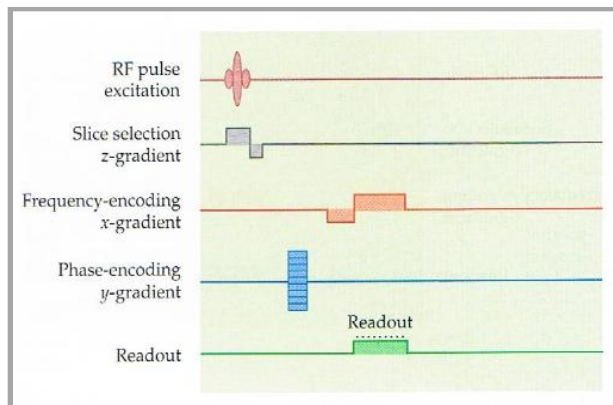 RF pulse
excitation
Slice selection
z-gradient
Frequency-encoding
x-gradient
Phase-encoding
y-gradient
Readout
Readout